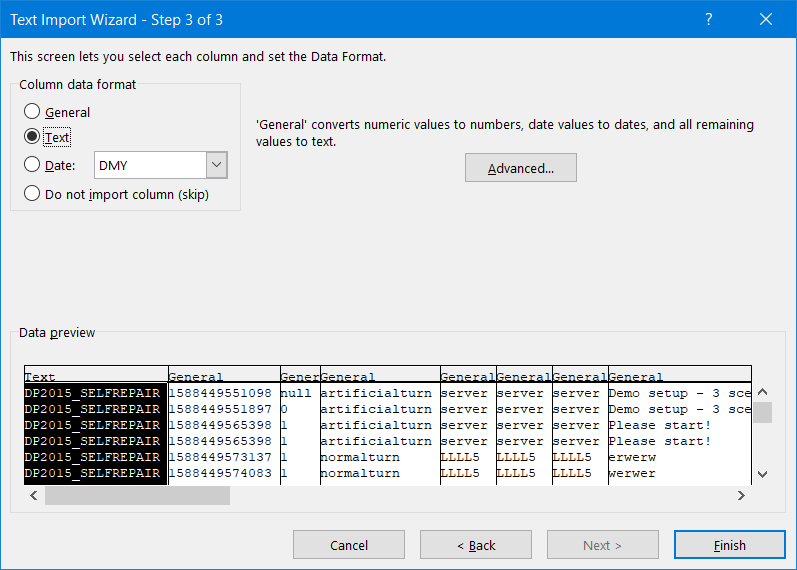 Text Import Wizard - Step 3 of 3
?
This screen lets you select each column and set the Data Format.
Column data format
General
Text
Date: DMY
Do not import column (skip)
'General' converts numeric values to numbers, date values to dates, and all remaining
values to text.
Advanced...
Data preview
Text General Gener General General General General General
DP2015_SELFREPAIR 1588449551098 null artificialturn server server server Demo setup - 3 sce
DP2015_SELFREPAIR 1588449551897 0 artificialturn server server server Demo setup - 3 sce
DP2015_SELFREPAIR 1588449565398 1 artificialturn server server server Please start!
DP2015_SELFREPAIR 1588449565398 1 artificialturn server server server Please start!
DP2015_SELFREPAIR 1588449573137 1 normalturn LLLL5 LLLL5 LLLL5 erwerw
DP2015_SELFREPAIR 1588449574083 1 normalturn LLLL5 LLLL5 LLLL5 werwer
Cancel
< Back
Next >
Finish